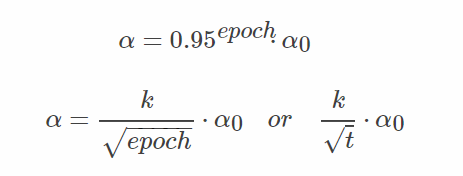 α = 0.95^epoch · α0
α = k/√epoch · α0 or k/√t · α0